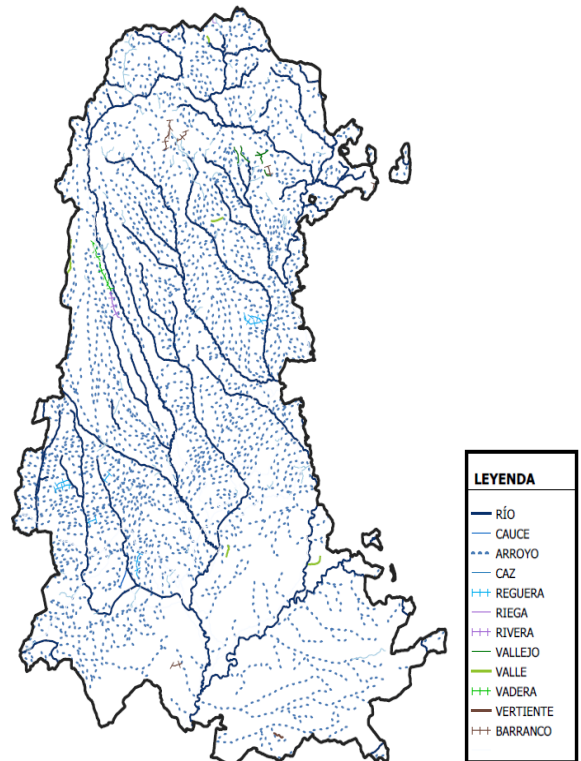 LEYENDA
RÍO
CAUCE
ARROYO
CAZ
REGUERA
RIEGA
RIVERA
VALLEJO
VALLE
VADERA
VERTIENTE
BARRANCO